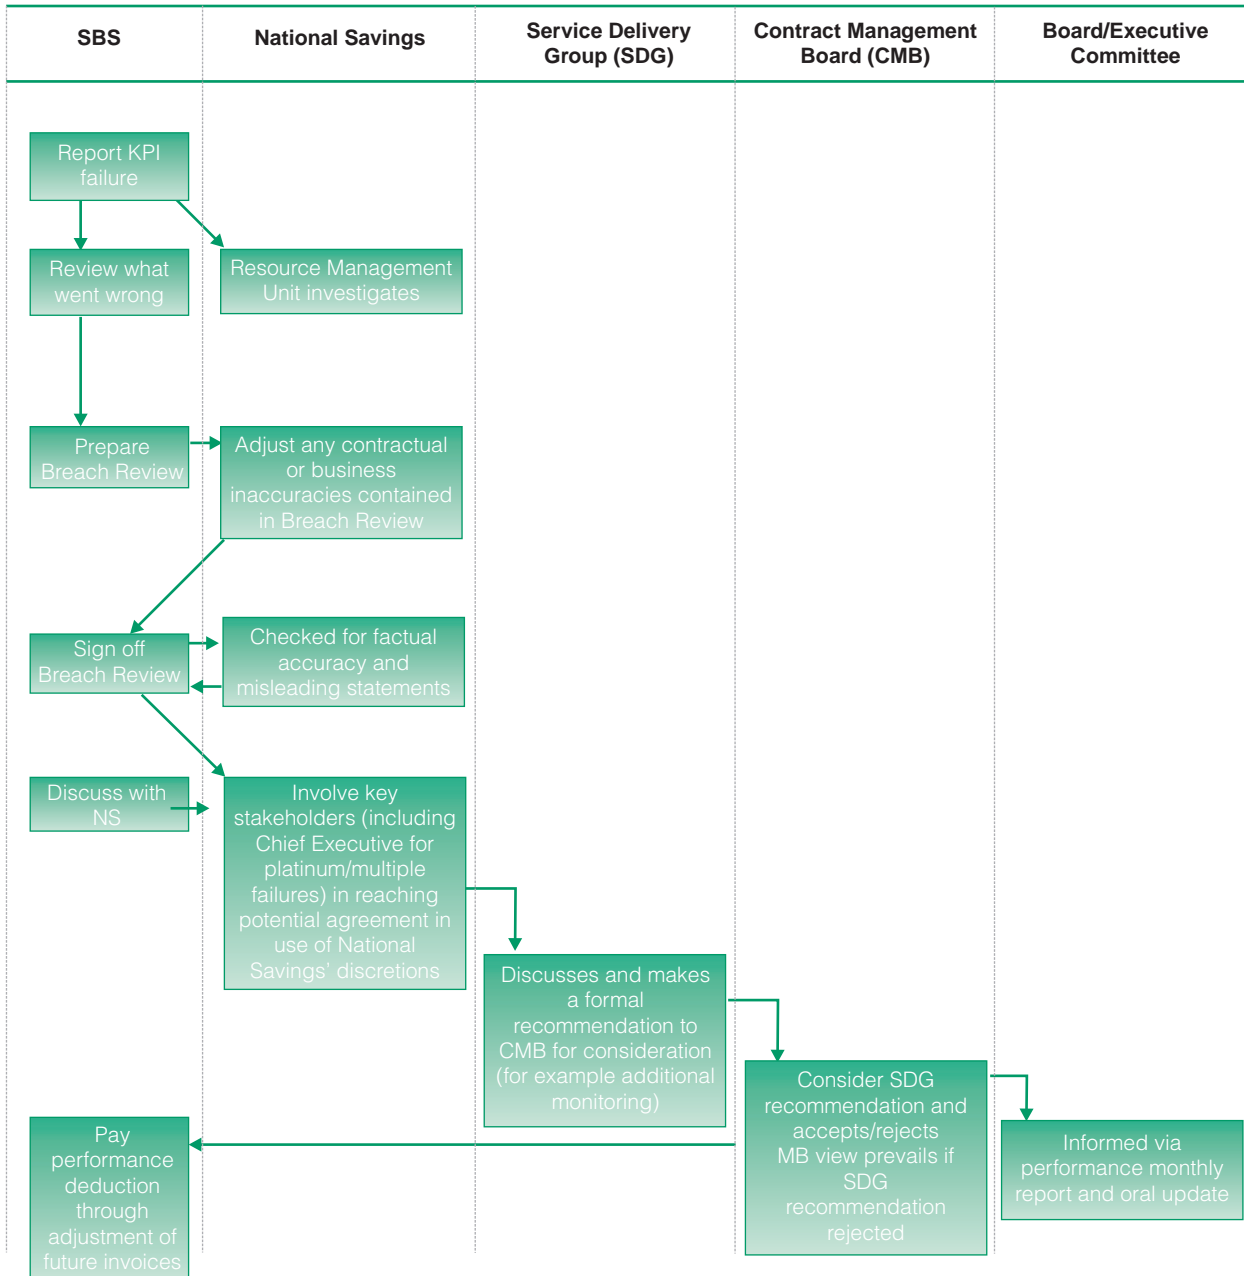 SBS
National Savings
Service Delivery
Group (SDG)
Contract Management
Board (CMB)
Board/Executive
Committee
Report KPI
failure
Review what
went wrong
Resource Management
Unit investigates
Prepare
Breach Review
Adjust any contractual
or business
inaccuracies contained
in Breach Review
Sign off
Breach Review
Checked for factual
accuracy and
misleading statements
Discuss with
NS
Involve key
stakeholders (including
Chief Executive for
platinum/multiple
failures) in reaching
potential agreement in
use of National
Savings’ discretions
Discusses and makes
a formal
recommendation to
CMB for consideration
(for example additional
monitoring)
Consider SDG
recommendation and
accepts/rejects
MB view prevails if
SDG
recommendation
rejected
Informed via
performance monthly
report and oral update
Pay
performance
deduction
through
adjustment of
future invoices